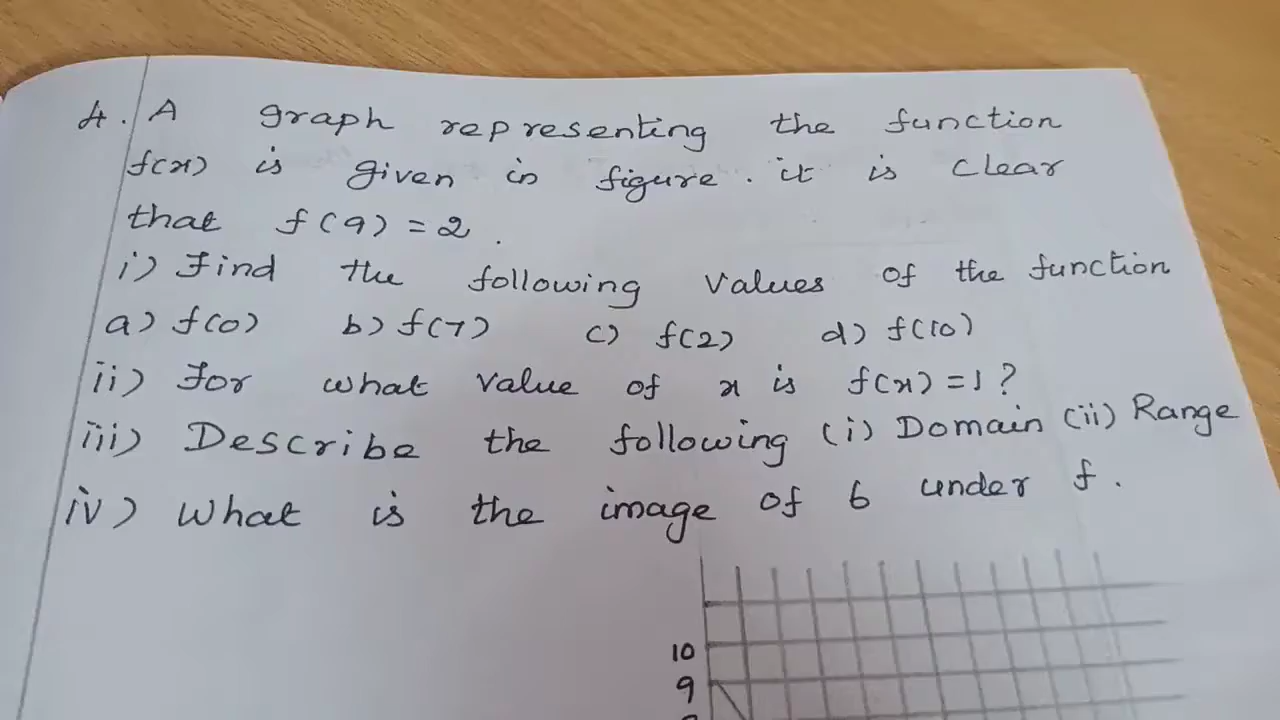 4. A graph representing the function
f(x) is given in figure. it is clear
that f(9) = 2.
i) Find the following values of the function
a) f(0) b) f(7) c) f(2) d) f(10)
ii) For what value of x is f(x) = 1 ?
iii) Describe the following (i) Domain (ii) Range
iv) What is the image of 6 under f.
10
9